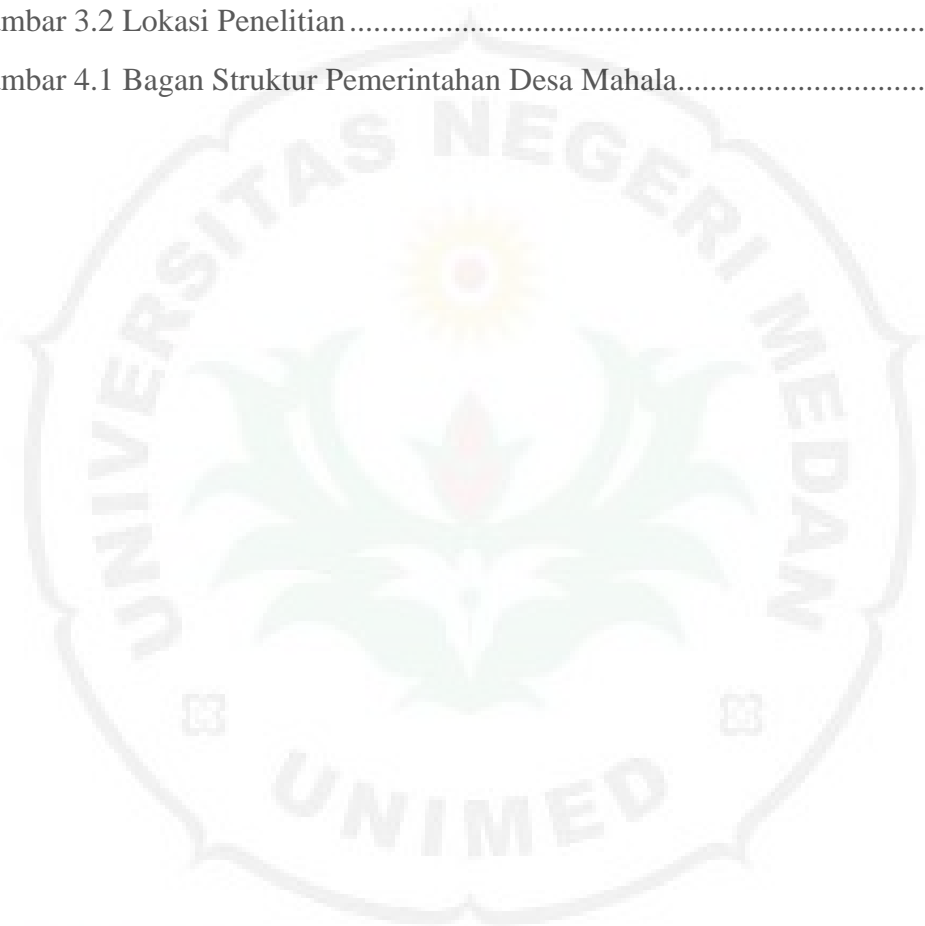 mbar 3.2 Lokasi Penelitian........................................................................
mbar 4.1 Bagan Struktur Pemerintahan Desa Mahala...............................
UNIVERSITAS NEGERI MEDAN
UNIMED